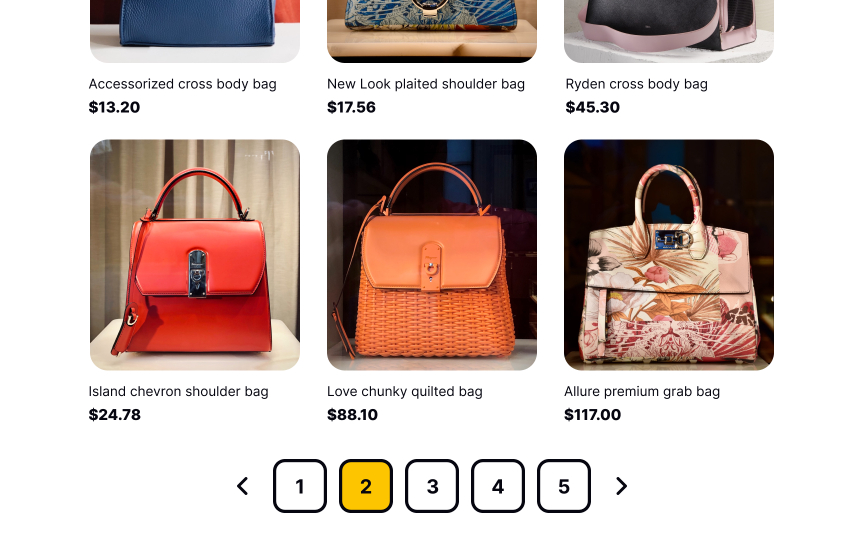 Accessorized cross body bag
New Look plaited shoulder bag
Ryden cross body bag
$13.20
$17.56
$45.30
Island chevron shoulder bag
Love chunky quilted bag
Allure premium grab bag
$24.78
$88.10
$117.00
1
2
3
4
5